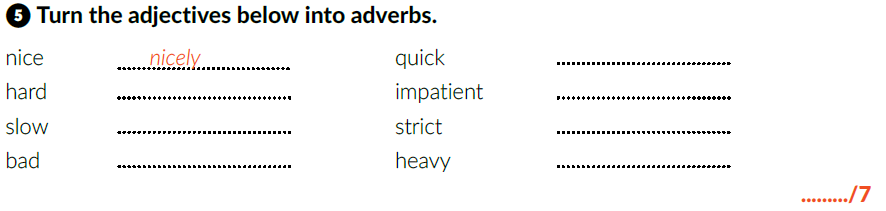 5 Turn the adjectives below into adverbs.
nice nicely quick
hard impatient
slow strict
bad heavy
........./7